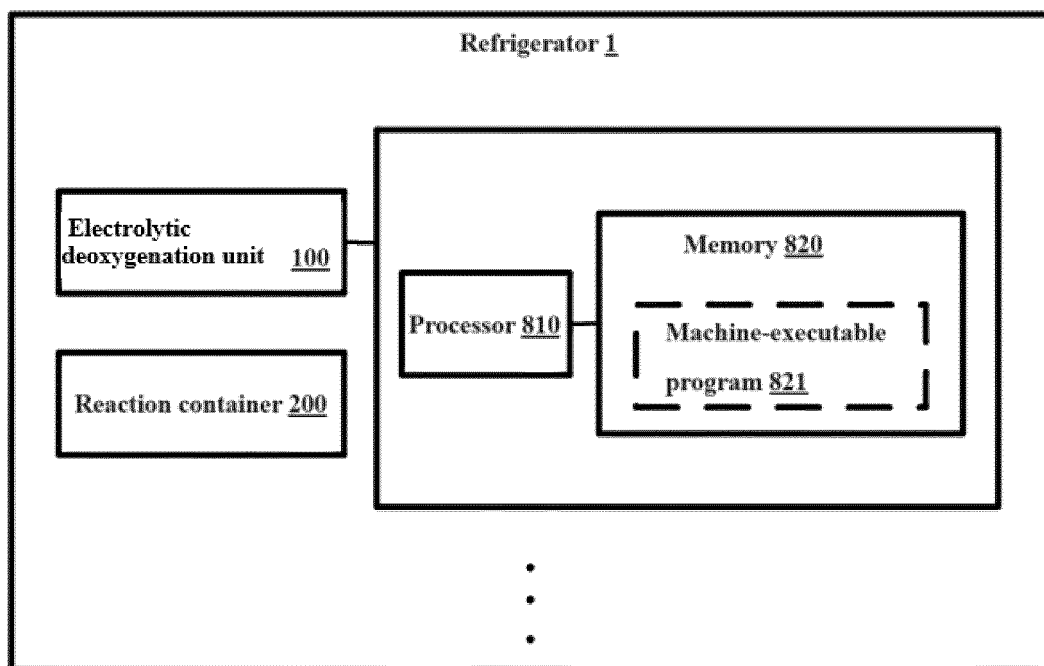 Refrigerator 1
Electrolytic
deoxygenation unit 100
Reaction container 200
Processor 810
Memory 820
Machine-executable
program 821